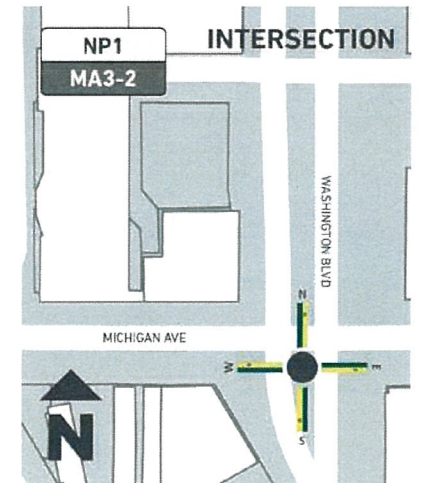 NP1
INTERSECTION
MA3-2
WASHINGTON BLVD
N
MICHIGAN AVE
W
E
S
N